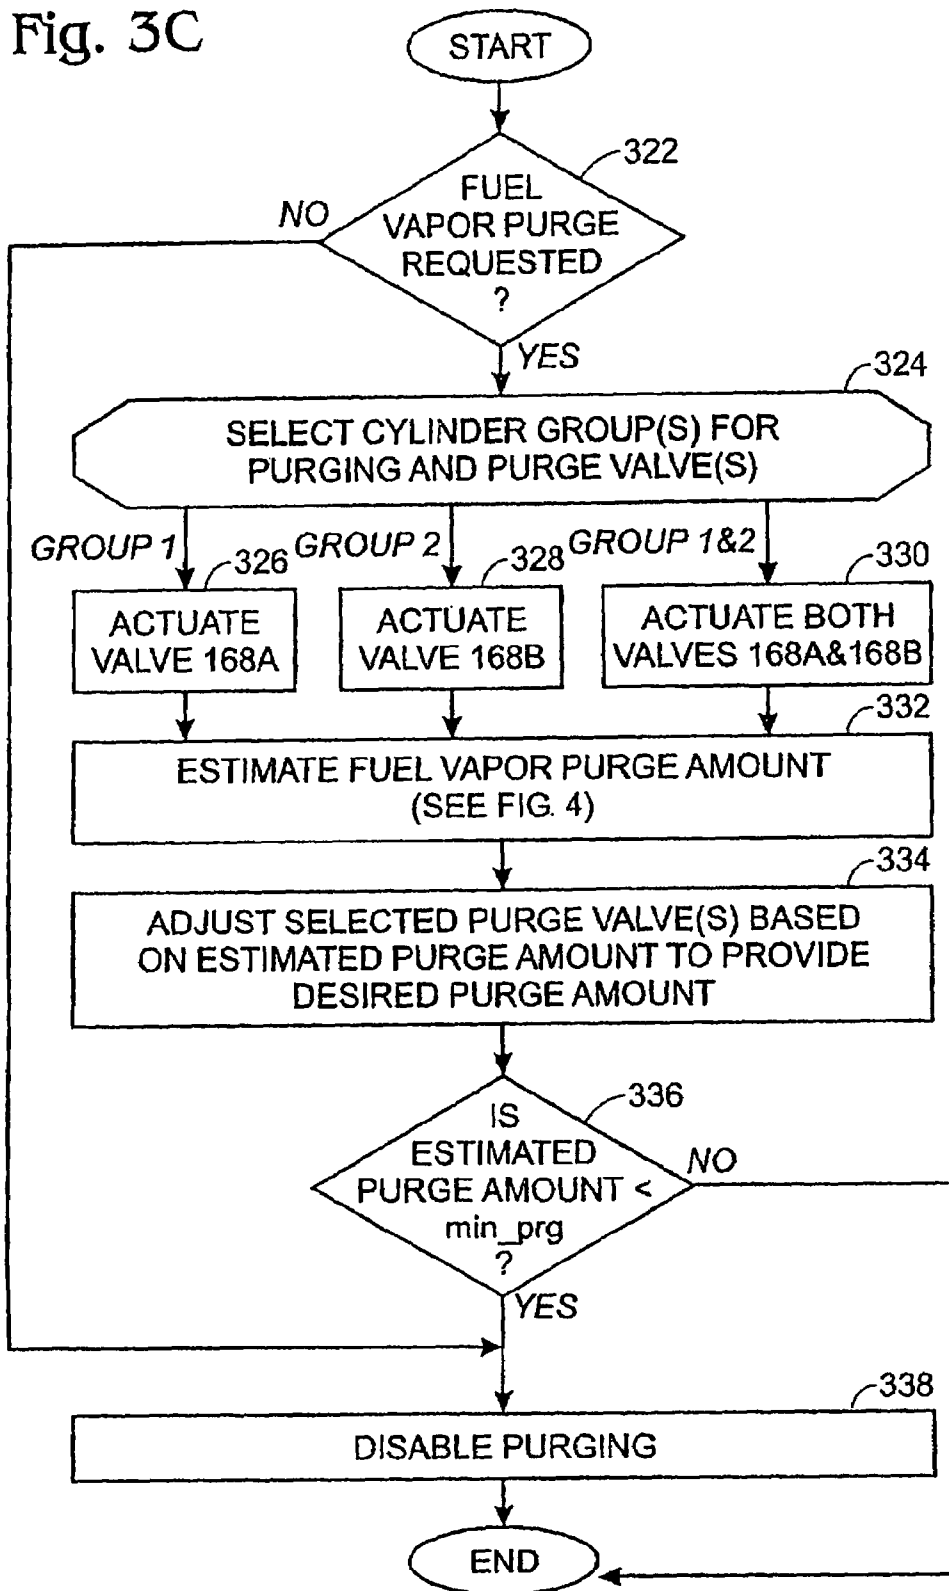 Fig. 3C
START
322
FUEL
VAPOR PURGE
REQUESTED
?
NO
YES
324
SELECT CYLINDER GROUP(S) FOR
PURGING AND PURGE VALVE(S)
GROUP 1
326
GROUP 2
328
GROUP 1&2
330
ACTUATE
VALVE 168A
ACTUATE
VALVE 168B
ACTUATE BOTH
VALVES 168A&168B
332
ESTIMATE FUEL VAPOR PURGE AMOUNT
(SEE FIG. 4)
334
ADJUST SELECTED PURGE VALVE(S) BASED
ON ESTIMATED PURGE AMOUNT TO PROVIDE
DESIRED PURGE AMOUNT
336
IS
ESTIMATED
PURGE AMOUNT <
min_prg
?
NO
YES
338
DISABLE PURGING
END